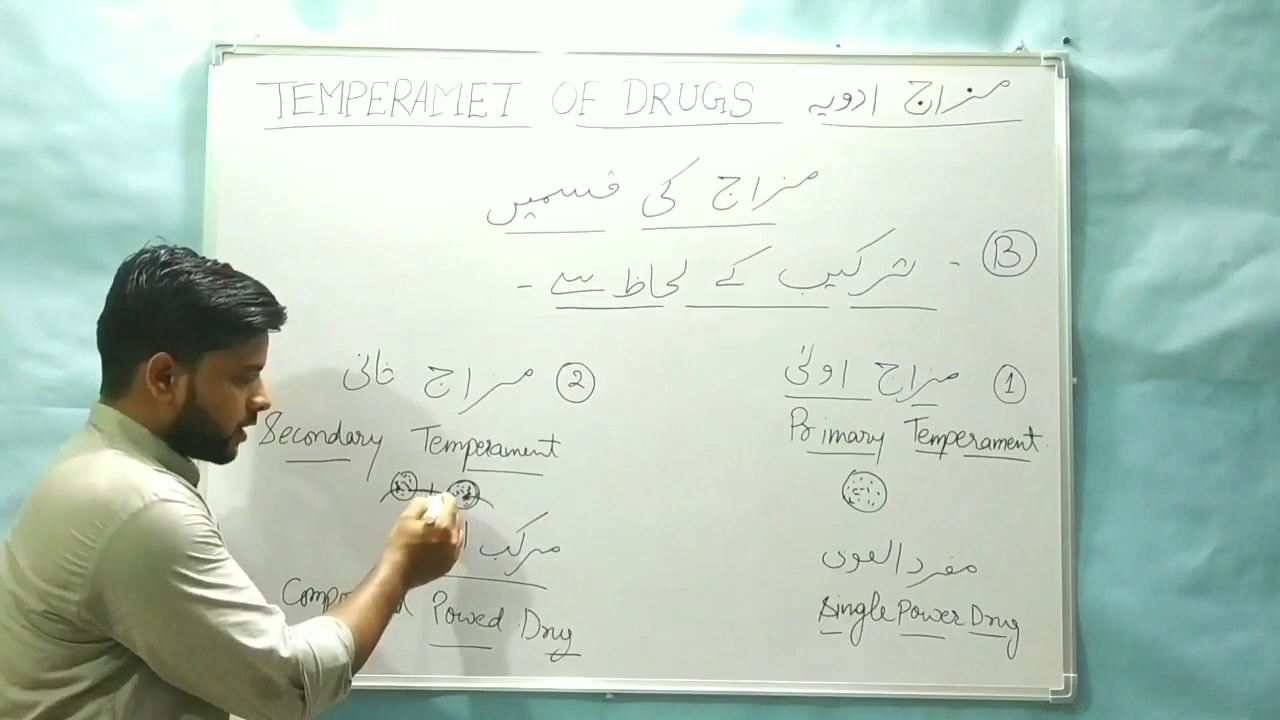 TEMPERAMET OF DRUGS مزاج ادویہ
مزاج کی قسمیں
B - ترکیب کے لحاظ سے -
1 مزاج اولیٰ
Primary Temperament
مفرد القویٰ
Single Power Drug
2 مزاج ثانی
Secondary Temperament
مرکب
Powed Drug